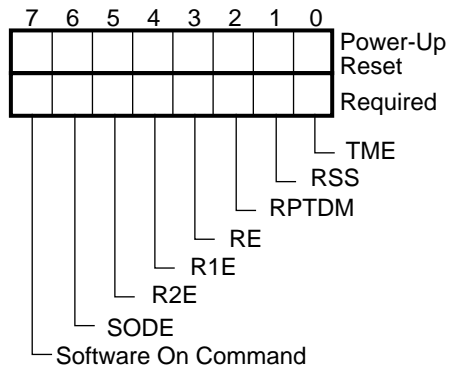 7 6 5 4 3 2 1 0
Power-Up
Reset
Required
TME
RSS
RPTDM
RE
R1E
R2E
SODE
Software On Command